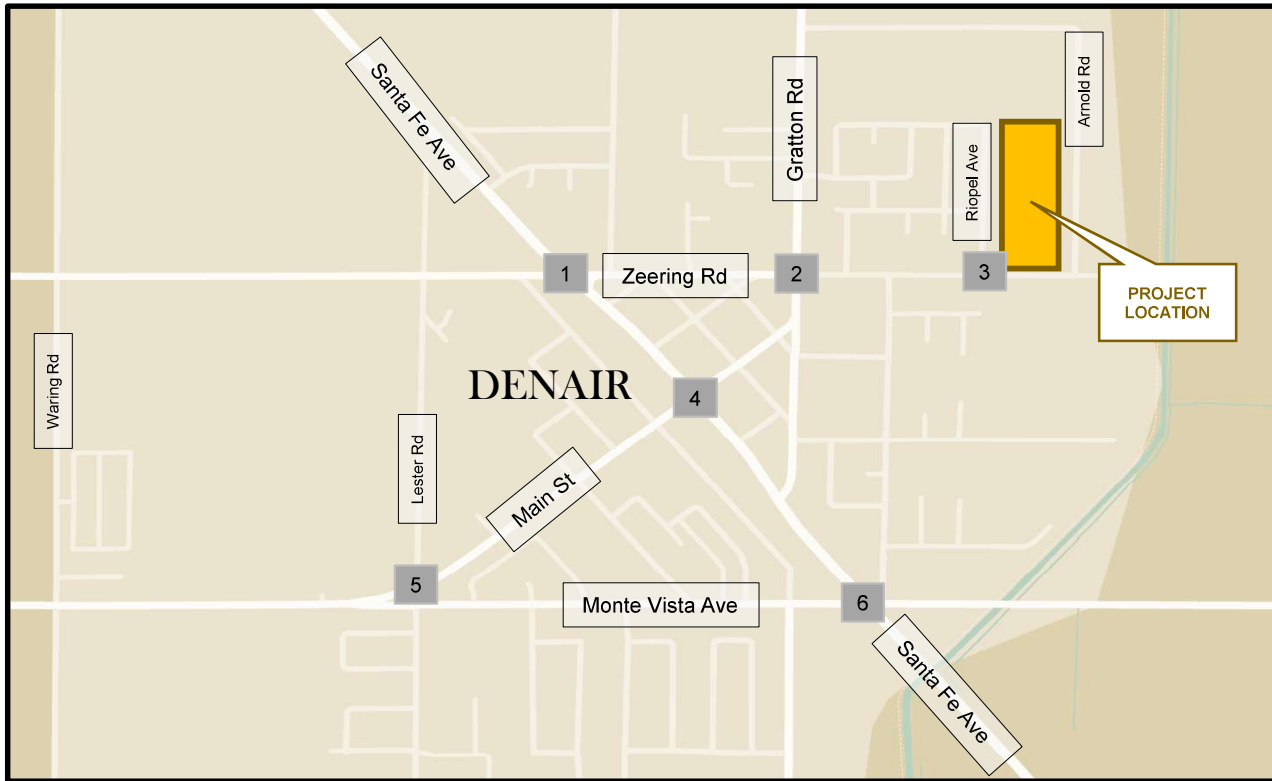 Santa Fe Ave
Gratton Rd
Arnold Rd
Riopel Ave
1
Zeering Rd
2
3
PROJECT
LOCATION
Waring Rd
DENAIR
4
Lester Rd
Main St
5
Monte Vista Ave
6
Santa Fe Ave